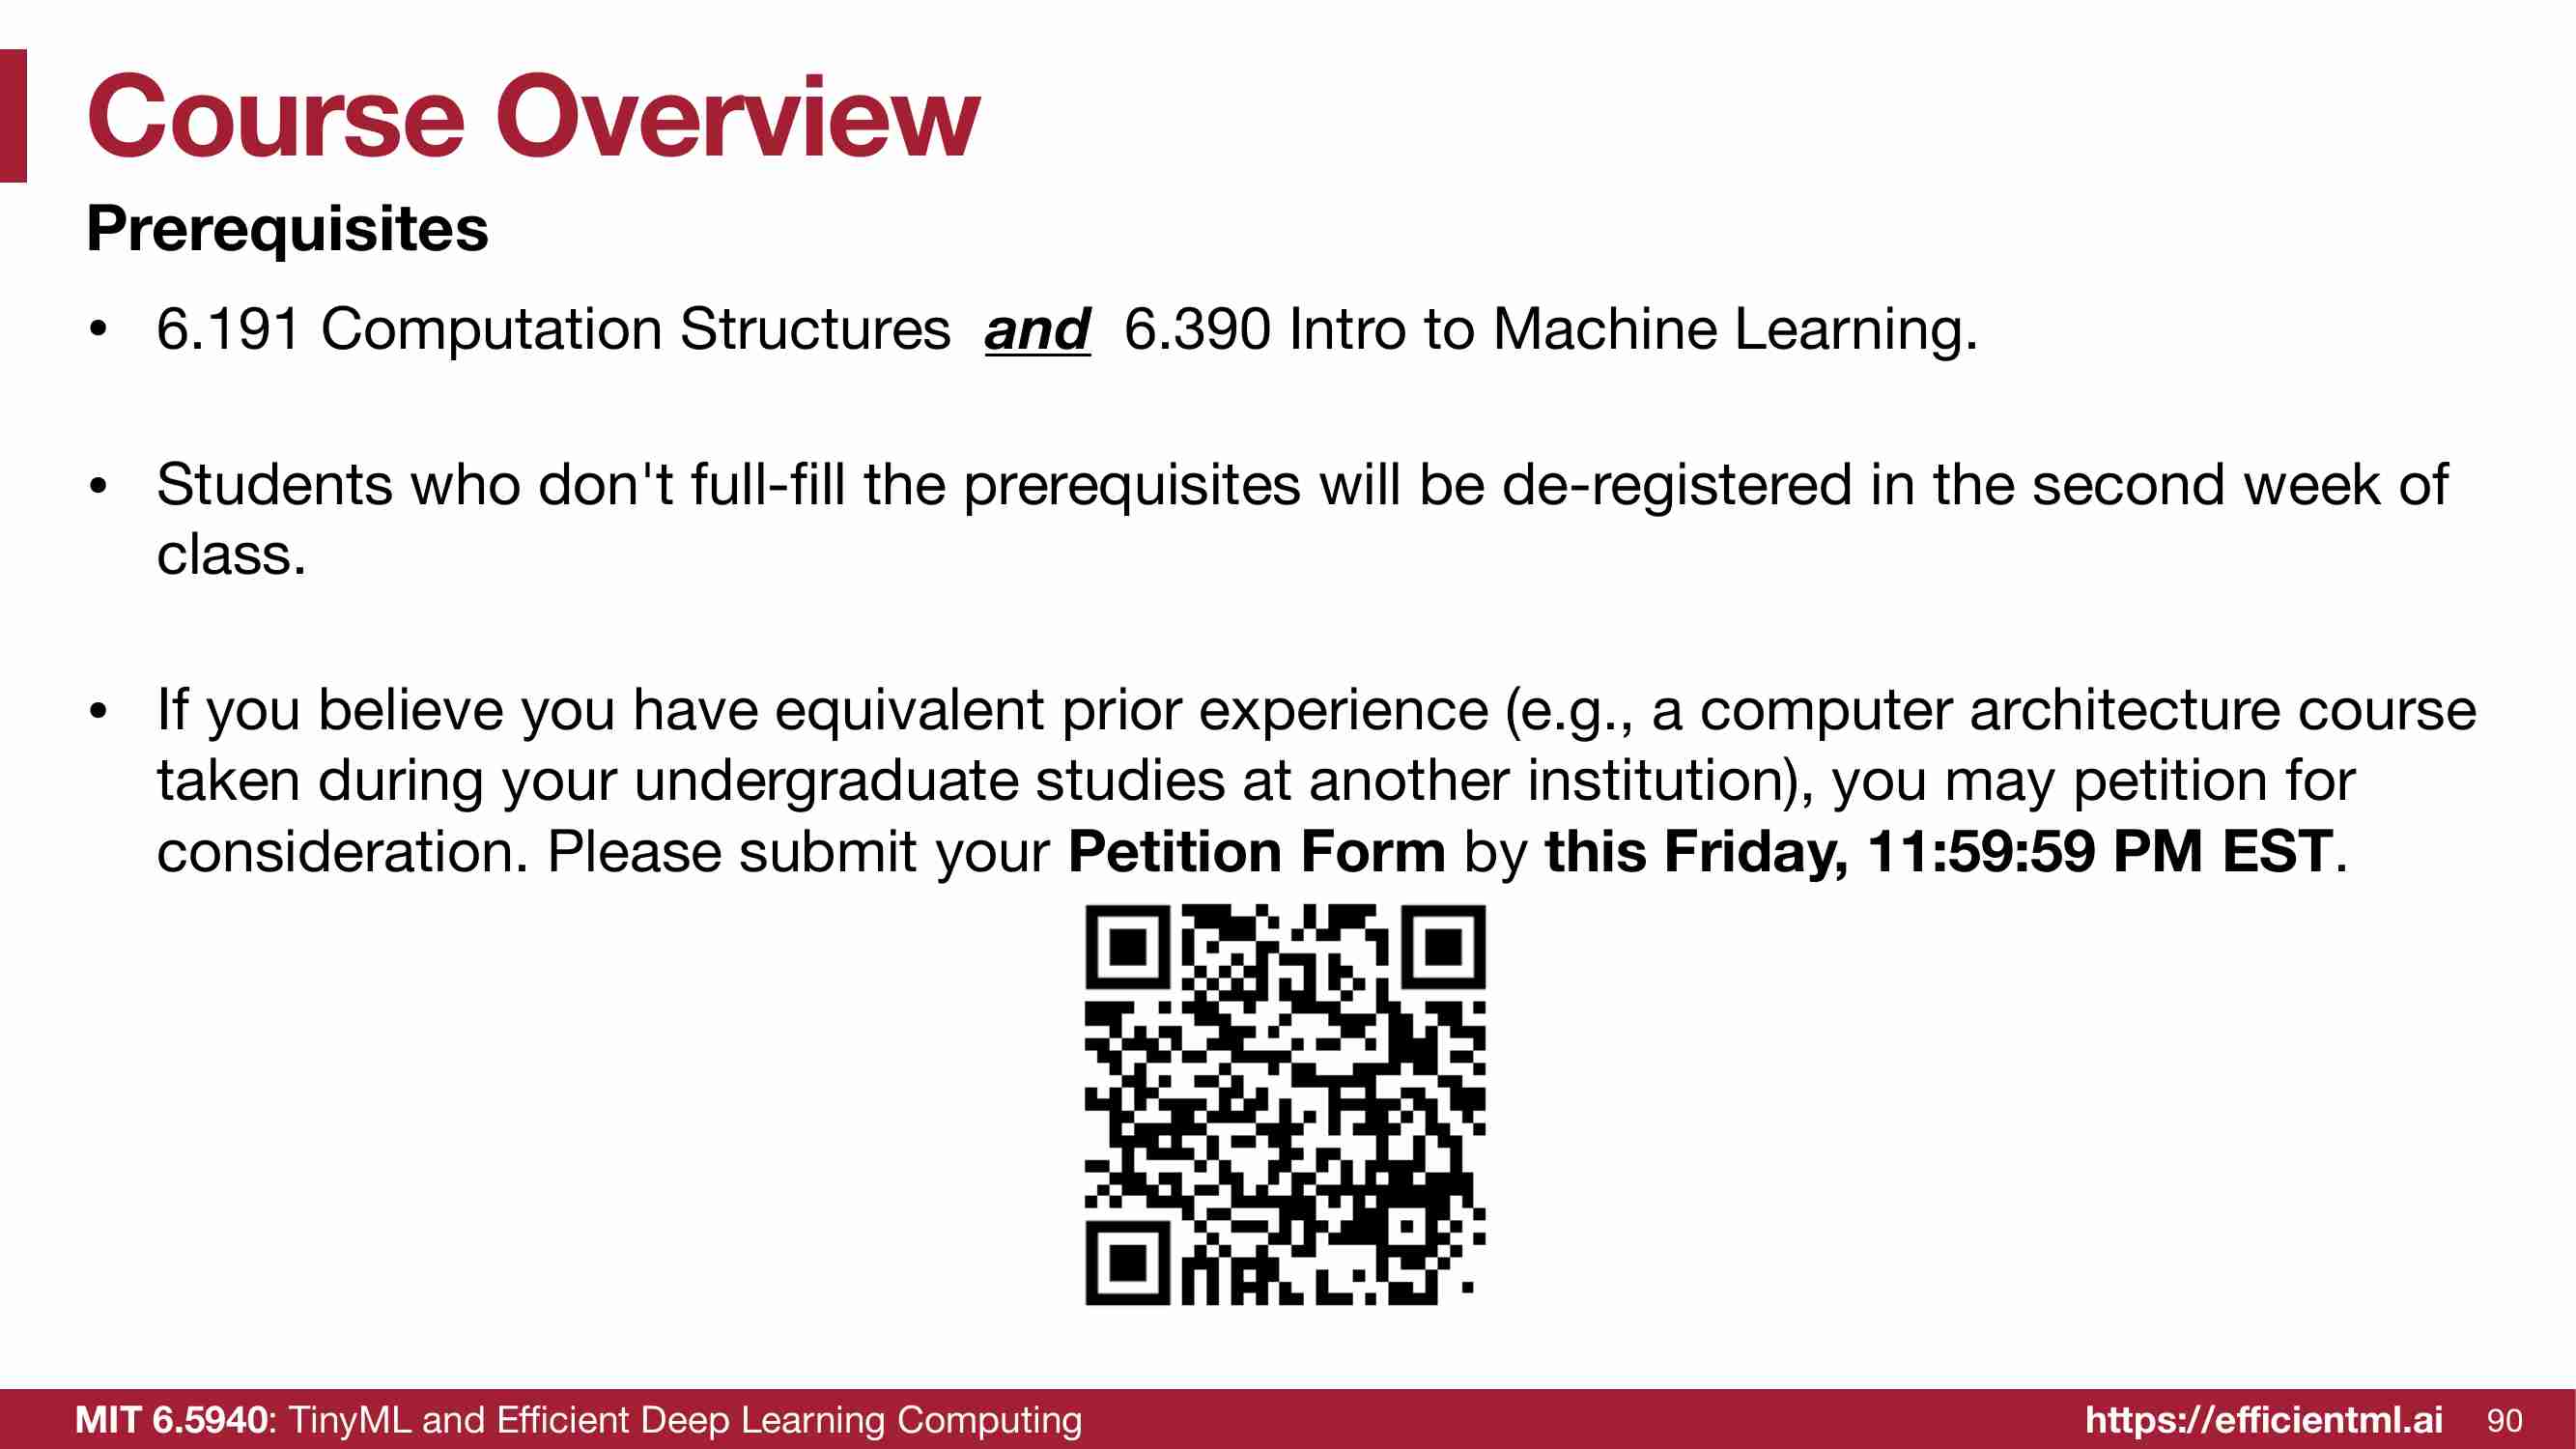 Course Overview
Prerequisites
• 6.191 Computation Structures and 6.390 Intro to Machine Learning.
• Students who don't full-fill the prerequisites will be de-registered in the second week of
class.
• If you believe you have equivalent prior experience (e.g., a computer architecture course
taken during your undergraduate studies at another institution), you may petition for
consideration. Please submit your Petition Form by this Friday, 11:59:59 PM EST.
MIT 6.5940: TinyML and Efficient Deep Learning Computing
https://efficientml.ai 90